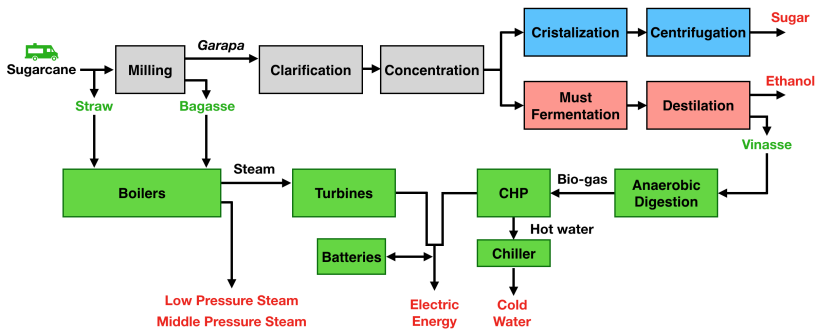 Sugar
Garapa
Cristalization
Centrifugation
Sugarcane
Milling
Clarification
Concentration
Ethanol
Straw
Bagasse
Must
Fermentation
Destilation
Vinasse
Steam
Bio-gas
Boilers
Turbines
CHP
Anaerobic
Digestion
Hot water
Batteries
Chiller
Low Pressure Steam
Middle Pressure Steam
Electric
Energy
Cold
Water